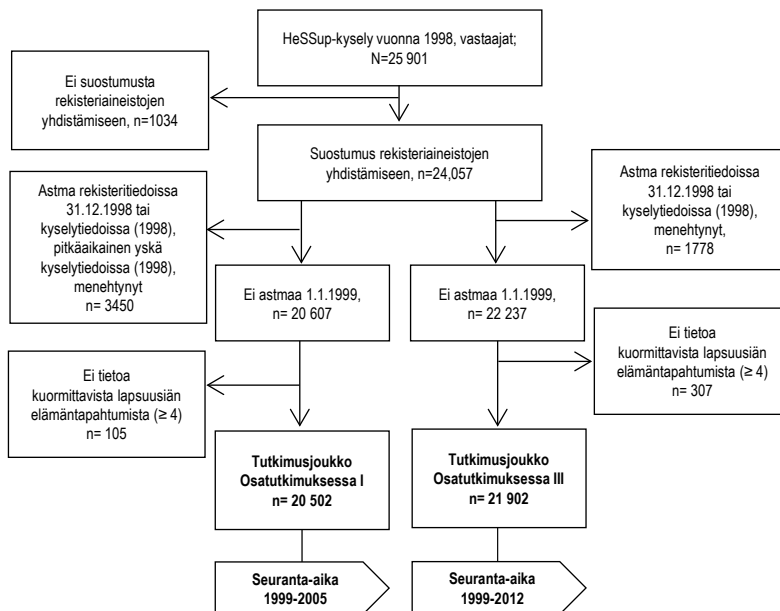 HeSSup-kysely vuonna 1998, vastaajat;
N=25 901
Ei suostumusta
rekisteriaineistojen
yhdistämiseen, n=1034
Suostumus rekisteriaineistojen
yhdistämiseen, n=24,057
Astma rekisteritiedoissa
31.12.1998 tai
kyselytiedoissa (1998),
pitkäaikainen yskä
kyselytiedoissa (1998),
menehtynyt
n= 3450
Astma rekisteritiedoissa
31.12.1998 tai
kyselytiedoissa (1998),
menehtynyt,
n= 1778
Ei astmaa 1.1.1999,
n= 20 607
Ei astmaa 1.1.1999,
n= 22 237
Ei tietoa
kuormittavista lapsuusiän
elämäntapahtumista (≥ 4)
n= 105
Ei tietoa
kuormittavista lapsuusiän
elämäntapahtumista (≥ 4)
n= 307
Tutkimusjoukko
Osatutkimuksessa I
n= 20 502
Tutkimusjoukko
Osatutkimuksessa III
n= 21 902
Seuranta-aika
1999-2005
Seuranta-aika
1999-2012